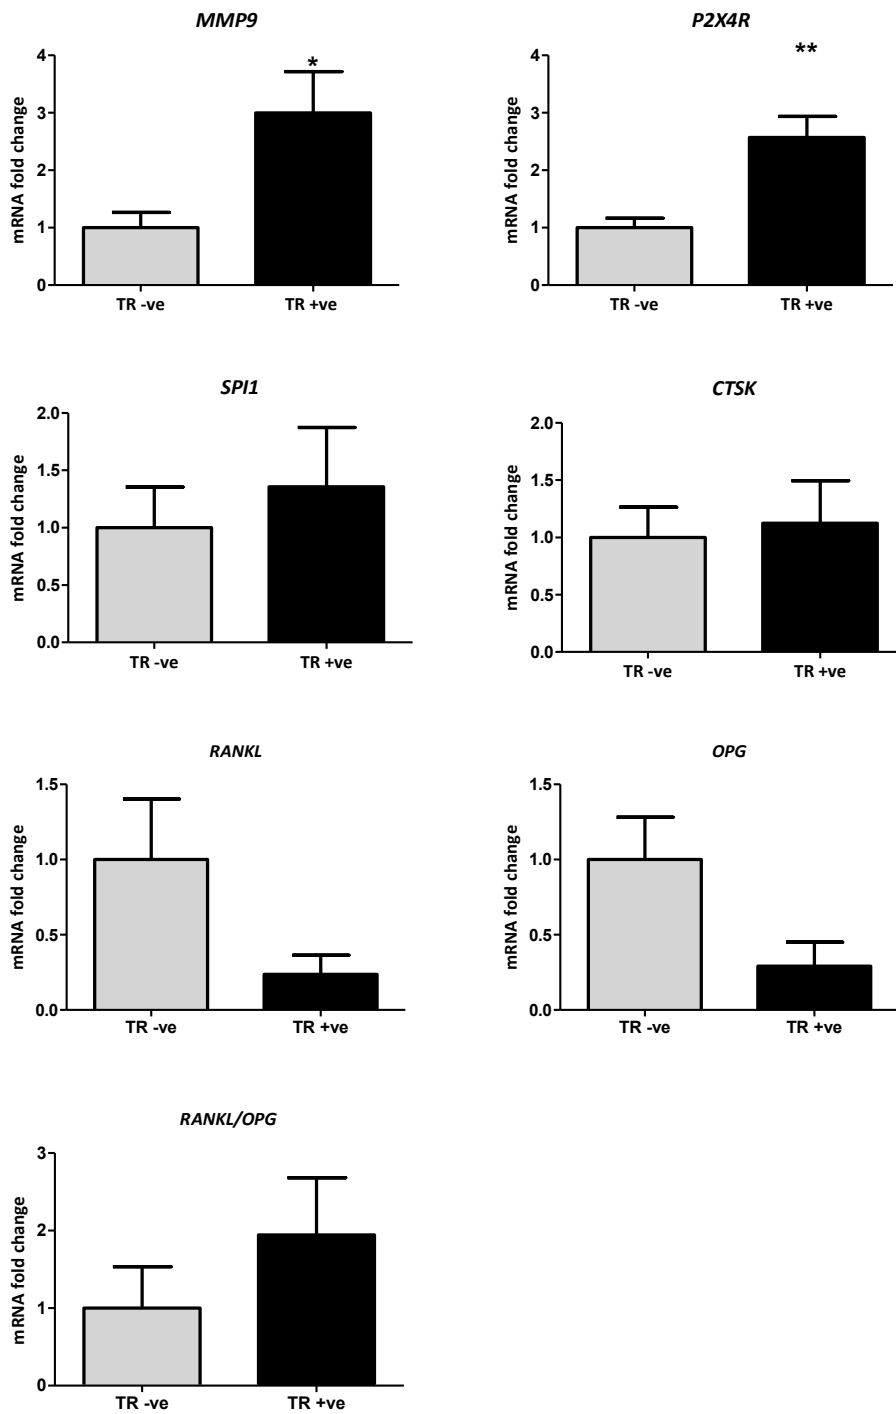 MMP9
mRNA fold change
4
*
3
2
1
0
TR -ve TR +ve
P2X4R
mRNA fold change
4
**
3
2
1
0
TR -ve TR +ve
SPI1
mRNA fold change
2.0
1.5
1.0
0.5
0.0
TR -ve TR +ve
CTSK
mRNA fold change
2.0
1.5
1.0
0.5
0.0
TR -ve TR +ve
RANKL
mRNA fold change
1.5
1.0
0.5
0.0
TR -ve TR +ve
OPG
mRNA fold change
1.5
1.0
0.5
0.0
TR -ve TR +ve
RANKL/OPG
mRNA fold change
3
2
1
0
TR -ve TR +ve